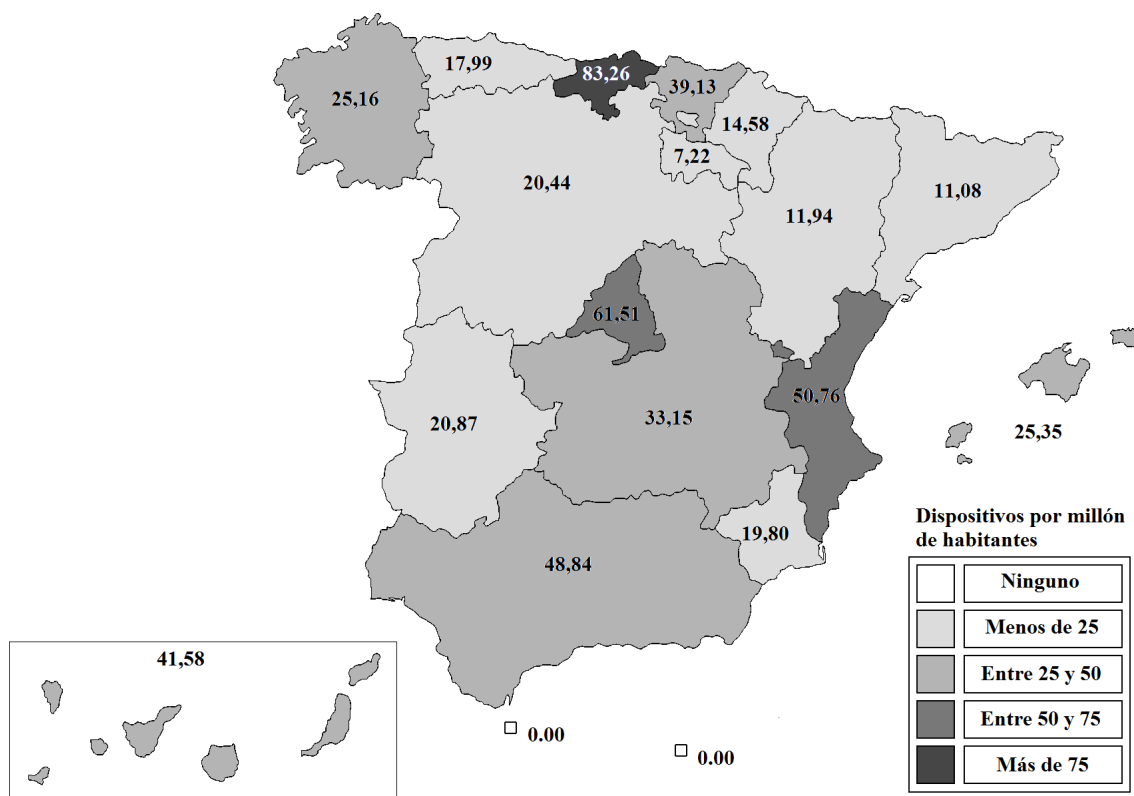 17,99
83,26
39,13
25,16
14,58
7,22
20,44
11,08
11,94
61,51
50,76
20,87
33,15
25,35
19,80
48,84
41,58
0.00
0.00
Dispositivos por millón
de habitantes
Ninguno
Menos de 25
Entre 25 y 50
Entre 50 y 75
Más de 75